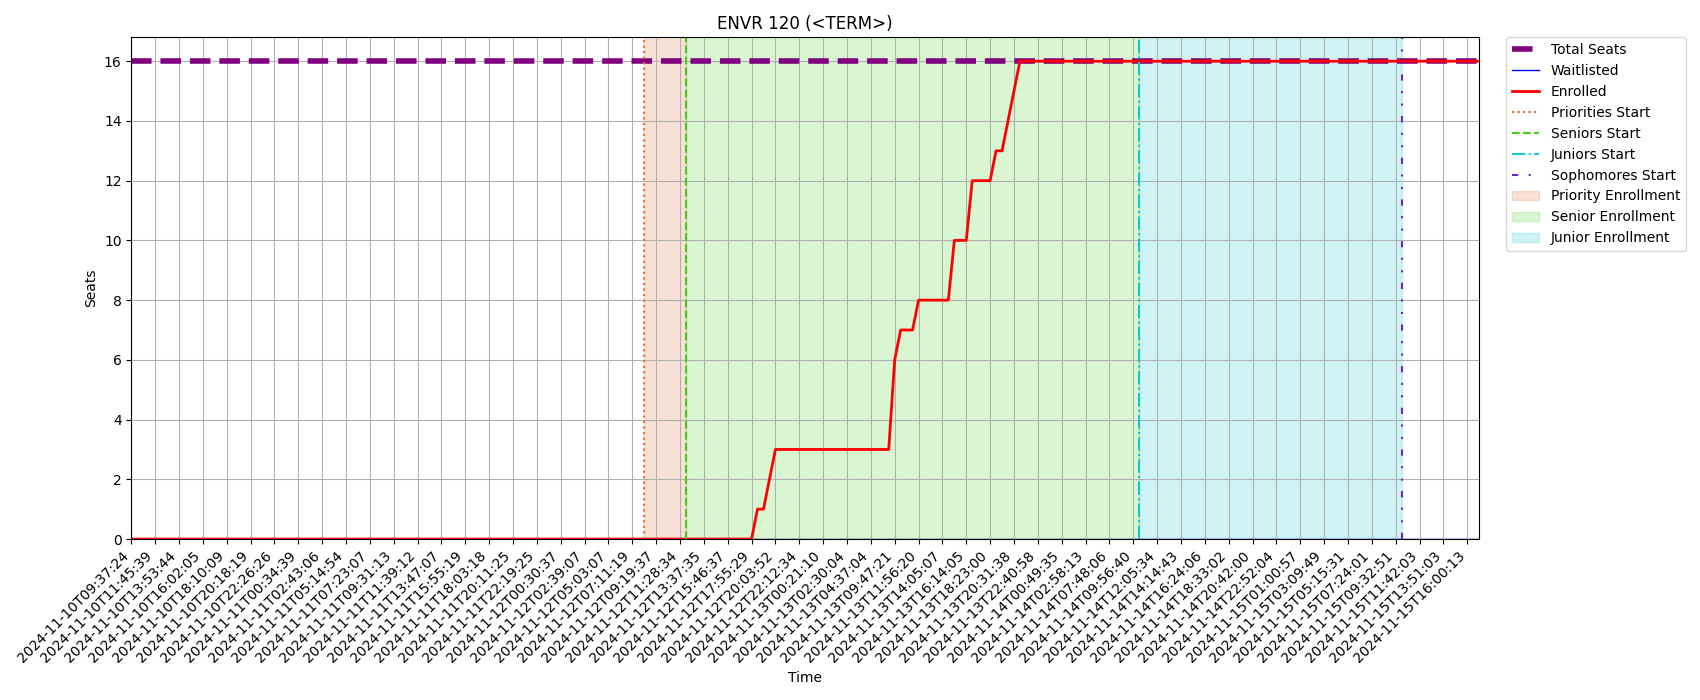 ENVR 120 (<TERM>)
Total Seats
Waitlisted
Enrolled
Priorities Start
Seniors Start
Juniors Start
Sophomores Start
Priority Enrollment
Senior Enrollment
Junior Enrollment
Seats
16
14
12
10
8
6
4
2
0
2024-11-10T09:37:24
2024-11-10T11:45:39
2024-11-10T13:53:44
2024-11-10T16:02:05
2024-11-10T18:10:09
2024-11-10T20:18:19
2024-11-10T22:26:26
2024-11-11T00:34:39
2024-11-11T02:43:06
2024-11-11T05:14:54
2024-11-11T07:23:07
2024-11-11T09:31:13
2024-11-11T11:39:12
2024-11-11T13:47:07
2024-11-11T15:55:19
2024-11-11T18:03:18
2024-11-11T20:11:25
2024-11-11T22:19:25
2024-11-12T00:30:37
2024-11-12T02:39:07
2024-11-12T05:03:07
2024-11-12T07:11:19
2024-11-12T09:19:37
2024-11-12T11:28:34
2024-11-12T13:37:35
2024-11-12T15:46:37
2024-11-12T17:55:29
2024-11-12T20:03:52
2024-11-12T22:12:34
2024-11-13T00:21:10
2024-11-13T02:30:04
2024-11-13T04:37:04
2024-11-13T09:47:21
2024-11-13T11:56:20
2024-11-13T14:05:07
2024-11-13T16:14:05
2024-11-13T18:23:00
2024-11-13T20:31:38
2024-11-13T22:40:58
2024-11-14T00:49:35
2024-11-14T02:58:13
2024-11-14T07:48:06
2024-11-14T09:56:40
2024-11-14T12:05:34
2024-11-14T14:14:43
2024-11-14T16:24:06
2024-11-14T18:33:02
2024-11-14T20:42:00
2024-11-14T22:52:04
2024-11-15T01:00:57
2024-11-15T03:09:49
2024-11-15T05:15:31
2024-11-15T07:24:01
2024-11-15T09:32:51
2024-11-15T11:42:03
2024-11-15T13:51:03
2024-11-15T16:00:13
Time